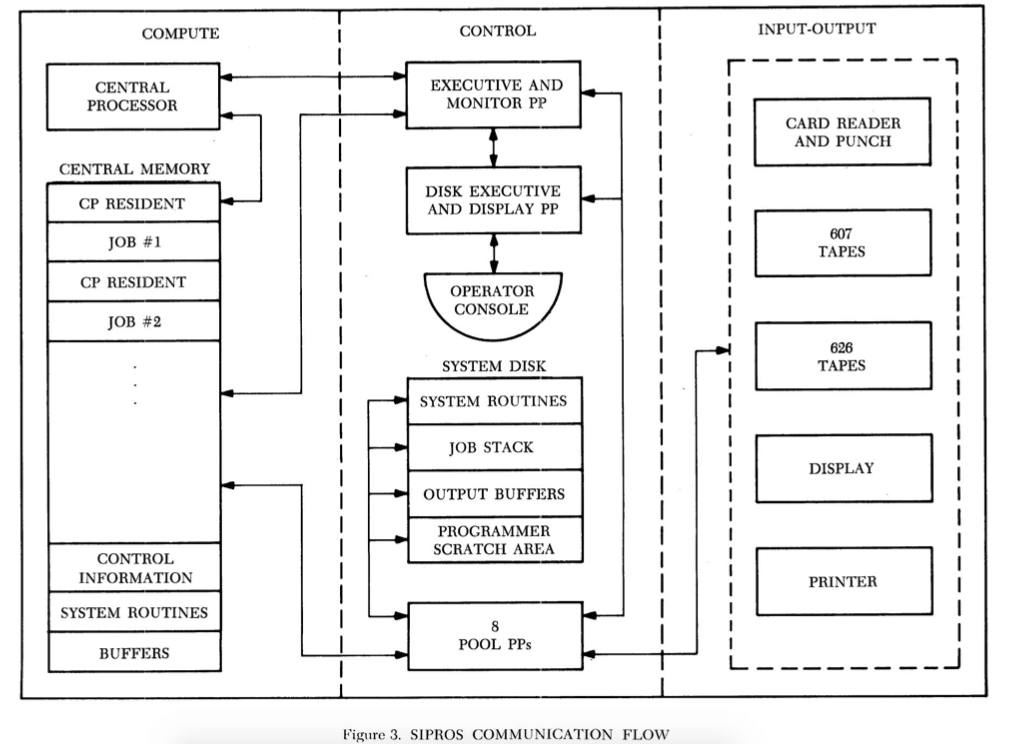 COMPUTE
CENTRAL
PROCESSOR
CENTRAL MEMORY
CP RESIDENT
JOB #1
CP RESIDENT
JOB #2
.
.
.
CONTROL
INFORMATION
SYSTEM ROUTINES
BUFFERS
CONTROL
EXECUTIVE AND
MONITOR PP
DISK EXECUTIVE
AND DISPLAY PP
OPERATOR
CONSOLE
SYSTEM DISK
SYSTEM ROUTINES
JOB STACK
OUTPUT BUFFERS
PROGRAMMER
SCRATCH AREA
8
POOL PPs
INPUT-OUTPUT
CARD READER
AND PUNCH
607
TAPES
626
TAPES
DISPLAY
PRINTER
Figure 3. SIPROS COMMUNICATION FLOW